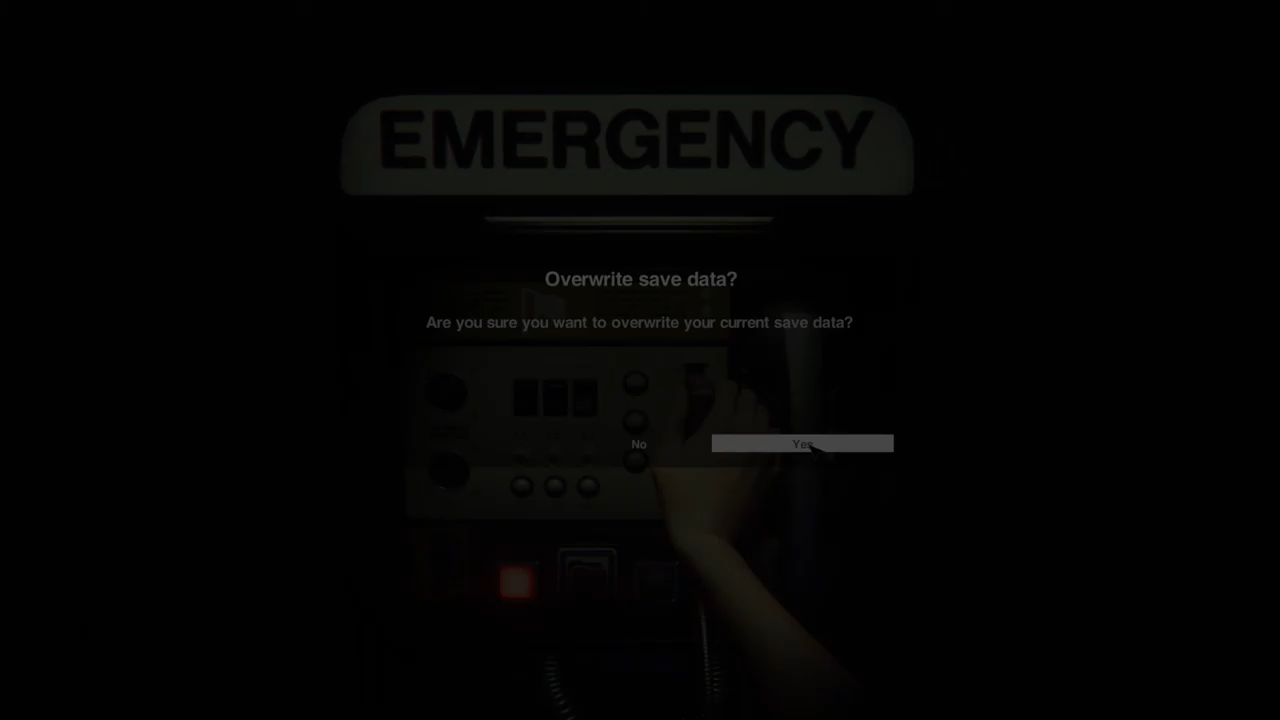 EMERGENCY
Overwrite save data?
Are you sure you want to overwrite your current save data?
No
Yes